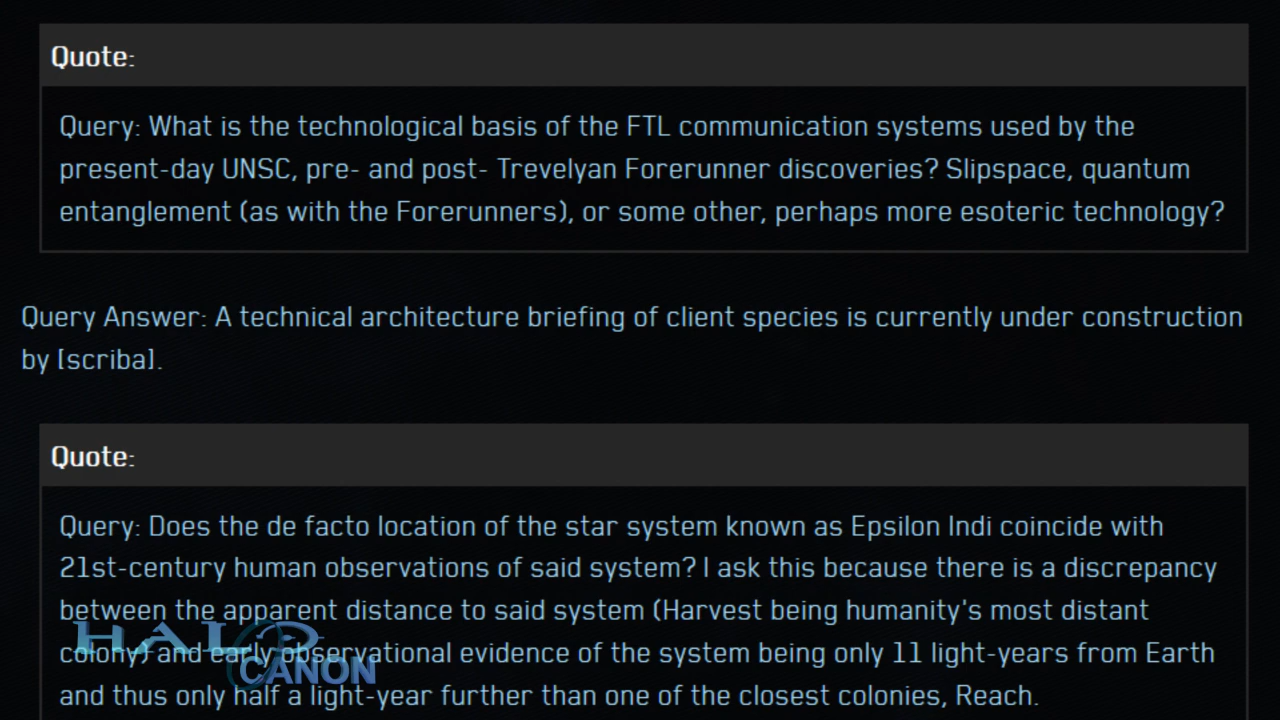 Quote:
Query: What is the technological basis of the FTL communication systems used by the
present-day UNSC, pre- and post- Trevelyan Forerunner discoveries? Slipspace, quantum
entanglement (as with the Forerunners), or some other, perhaps more esoteric technology?
Query Answer: A technical architecture briefing of client species is currently under construction
by [scriba].
Quote:
Query: Does the de facto location of the star system known as Epsilon Indi coincide with
21st-century human observations of said system? I ask this because there is a discrepancy
between the apparent distance to said system (Harvest being humanity's most distant
colony) and early observational evidence of the system being only 11 light-years from Earth
and thus only half a light-year further than one of the closest colonies, Reach.
HALO
CANON